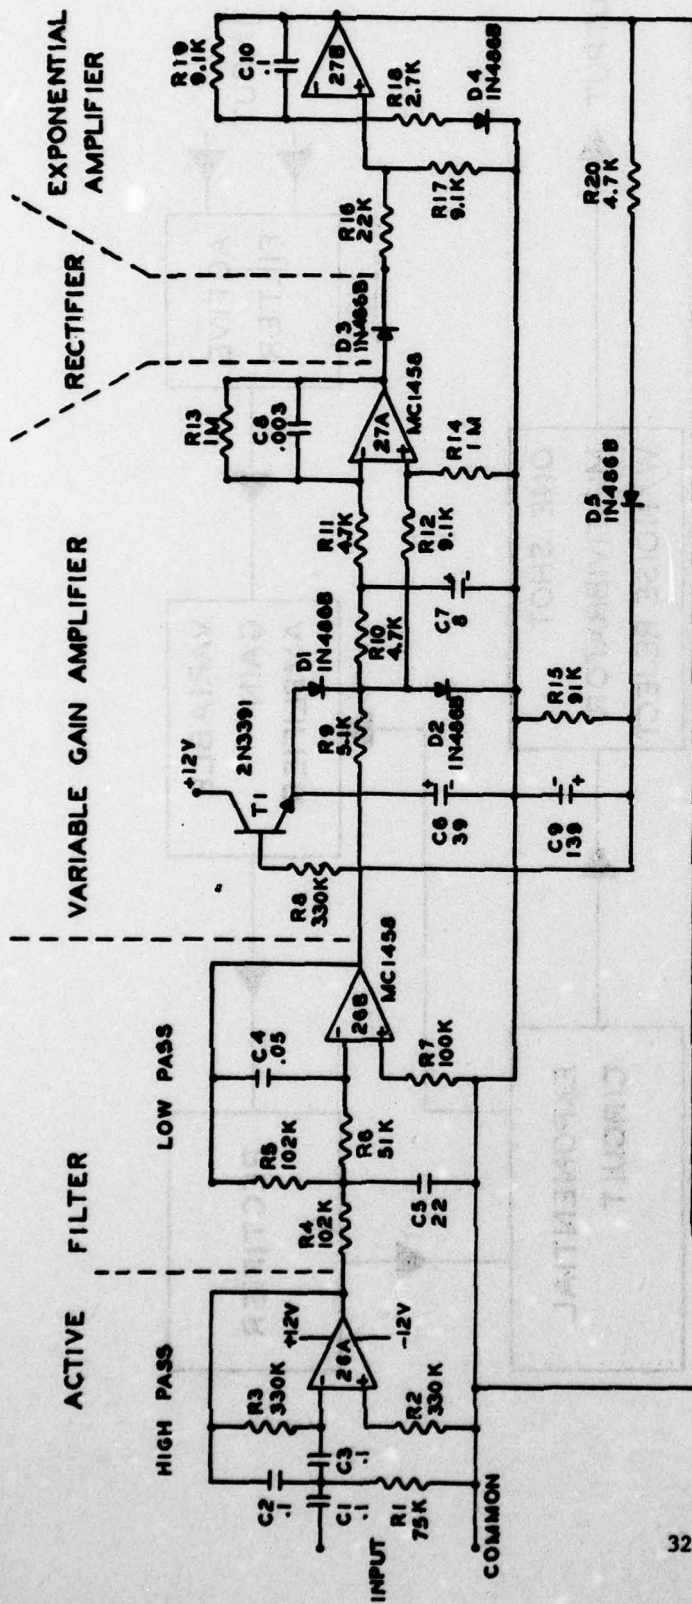 ACTIVE FILTER
VARIABLE GAIN AMPLIFIER
RECTIFIER
EXPONENTIAL
AMPLIFIER
HIGH PASS
LOW PASS
INPUT
COMMON
C1
.1
C2
.1
C3
.1
R1
75K
R3
330K
R2
330K
26A
+12V
-12V
R4
102K
R5
102K
C5
22
R6
51K
C4
.05
R7
100K
26B
MC1458
R8
330K
T1
2N3391
+12V
R9
5.1K
D1
IN486B
D2
IN486B
C6
39
C9
139
R10
4.7K
C7
8
R11
4.7K
R12
9.1K
R13
1M
C8
.003
27A
MC1458
R14
1M
R15
91K
D3
IN486B
D5
IN486B
R16
22K
R17
9.1K
R18
2.7K
D4
IN486B
R19
9.1K
C10
.1
27B
R20
4.7K
32